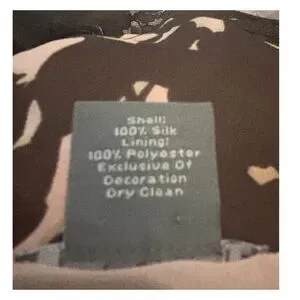 Shell:
100% Silk
Lining:
100% Polyester
Exclusive Of
Decoration
Dry Clean